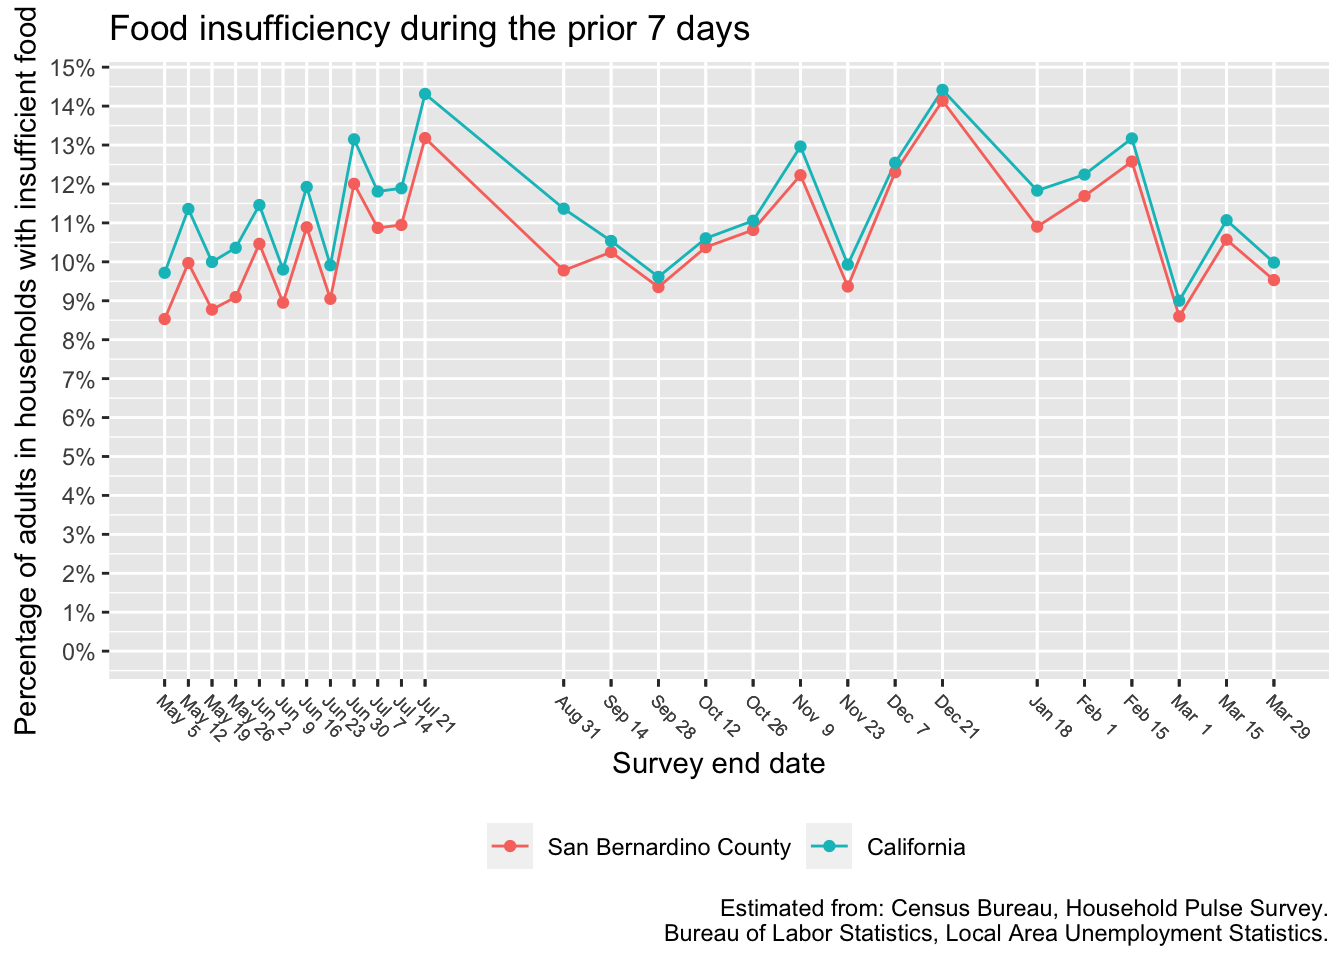 Food insufficiency during the prior 7 days
Percentage of adults in households with insufficient food
15%
14%
13%
12%
11%
10%
9%
8%
7%
6%
5%
4%
3%
2%
1%
0%
May 5
May 12
May 19
May 26
Jun 2
Jun 9
Jun 16
Jun 23
Jun 30
Jul 7
Jul 14
Jul 21
Aug 31
Sep 14
Sep 28
Oct 12
Oct 26
Nov 9
Nov 23
Dec 7
Dec 21
Jan 18
Feb 1
Feb 15
Mar 1
Mar 15
Mar 29
Survey end date
San Bernardino County
California
Estimated from: Census Bureau, Household Pulse Survey.
Bureau of Labor Statistics, Local Area Unemployment Statistics.